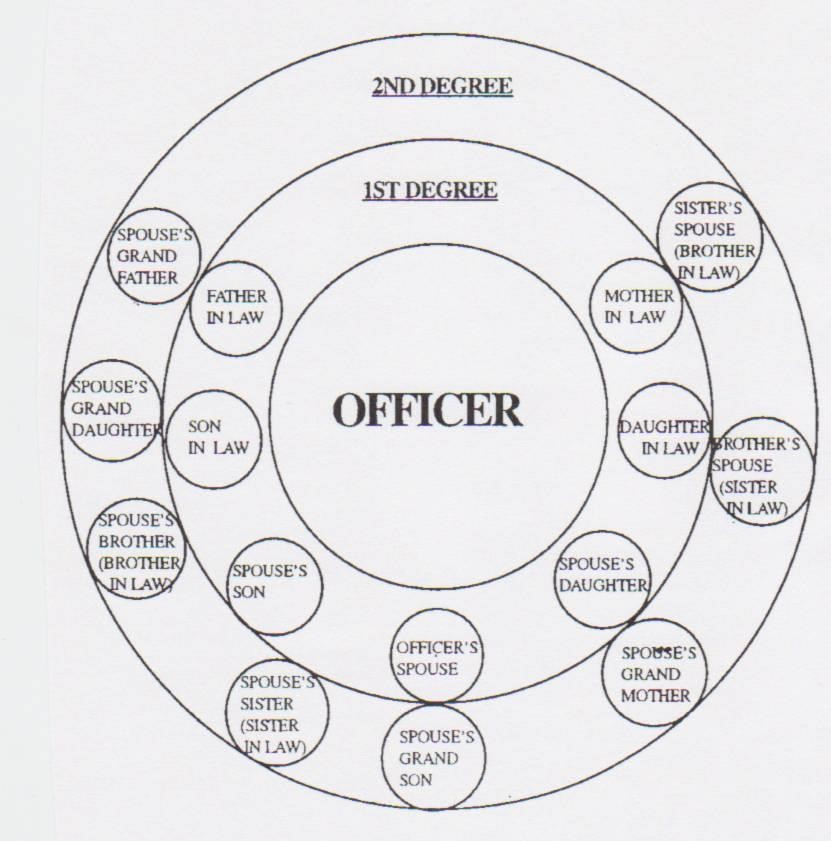 2ND DEGREE
1ST DEGREE
OFFICER
SPOUSE'S
GRAND
FATHER
FATHER
IN LAW
MOTHER
IN LAW
SISTER'S
SPOUSE
(BROTHER
IN LAW)
SPOUSE'S
GRAND
DAUGHTER
SON
IN LAW
DAUGHTER
IN LAW
BROTHER'S
SPOUSE
(SISTER
IN LAW)
SPOUSE'S
BROTHER
(BROTHER
IN LAW)
SPOUSE'S
SON
SPOUSE'S
DAUGHTER
OFFICER'S
SPOUSE
SPOUSE'S
SISTER
(SISTER
IN LAW)
SPOUSE'S
GRAND
SON
SPOUSE'S
GRAND
MOTHER